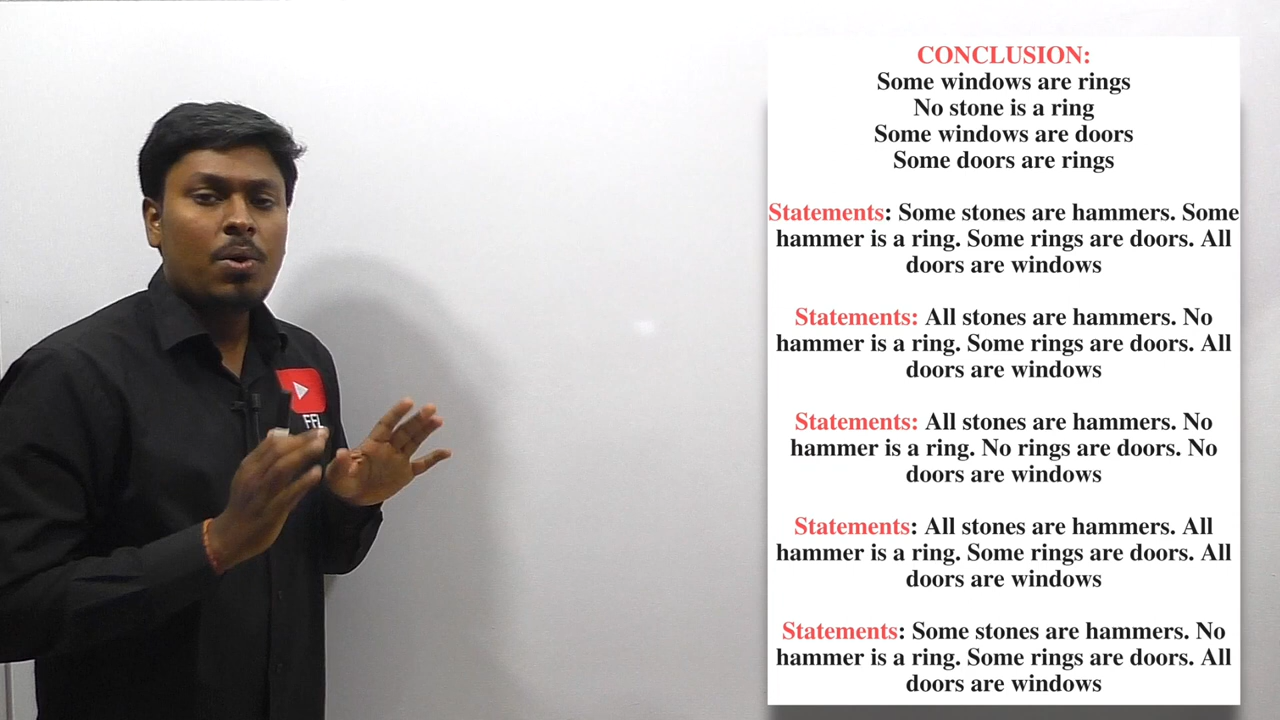 CONCLUSION:
Some windows are rings
No stone is a ring
Some windows are doors
Some doors are rings
Statements: Some stones are hammers. Some
hammer is a ring. Some rings are doors. All
doors are windows
Statements: All stones are hammers. No
hammer is a ring. Some rings are doors. All
doors are windows
Statements: All stones are hammers. No
hammer is a ring. No rings are doors. No
doors are windows
Statements: All stones are hammers. All
hammer is a ring. Some rings are doors. All
doors are windows
Statements: Some stones are hammers. No
hammer is a ring. Some rings are doors. All
doors are windows
FFL